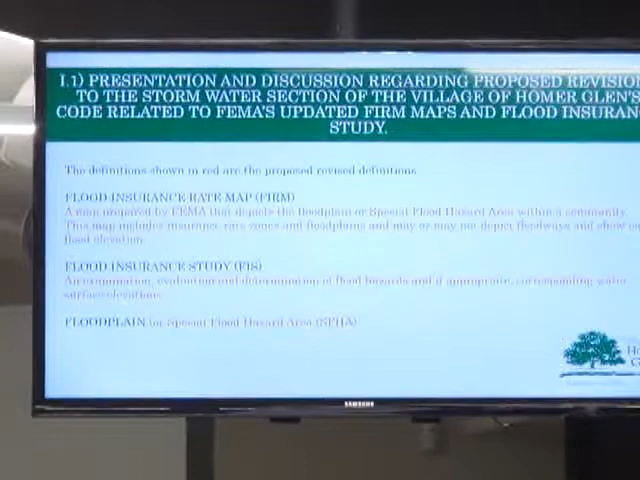 I.1) PRESENTATION AND DISCUSSION REGARDING PROPOSED REVISION
TO THE STORM WATER SECTION OF THE VILLAGE OF HOMER GLEN'S
CODE RELATED TO FEMA'S UPDATED FIRM MAPS AND FLOOD INSURAN
STUDY.
The definitions shown in red are the proposed revised definitions.
FLOOD INSURANCE RATE MAP (FIRM)
A map prepared by FEMA that depicts the floodplain or Special Flood Hazard Area within a community.
This map includes insurance rate zones and floodplains and may or may not depict floodways and show
flood elevation.
FLOOD INSURANCE STUDY (FIS)
An examination, evaluation and determination of flood hazards and if appropriate, corresponding water
surface elevations.
FLOODPLAIN or Special Flood Hazard Area (SFHA)
Ho
SAMSUNG